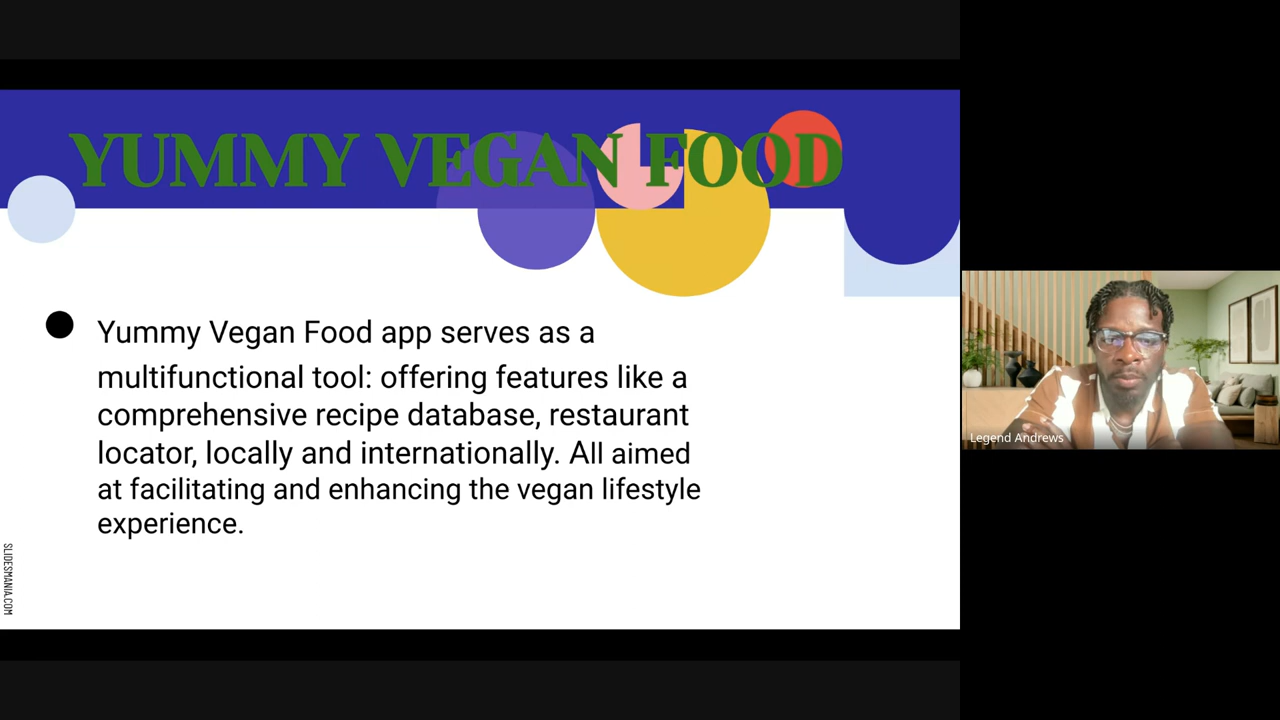 YUMMY VEGAN FOOD
Yummy Vegan Food app serves as a
multifunctional tool: offering features like a
comprehensive recipe database, restaurant
locator, locally and internationally. All aimed
at facilitating and enhancing the vegan lifestyle
experience.
SLIDESMANIA.COM
Legend Andrews